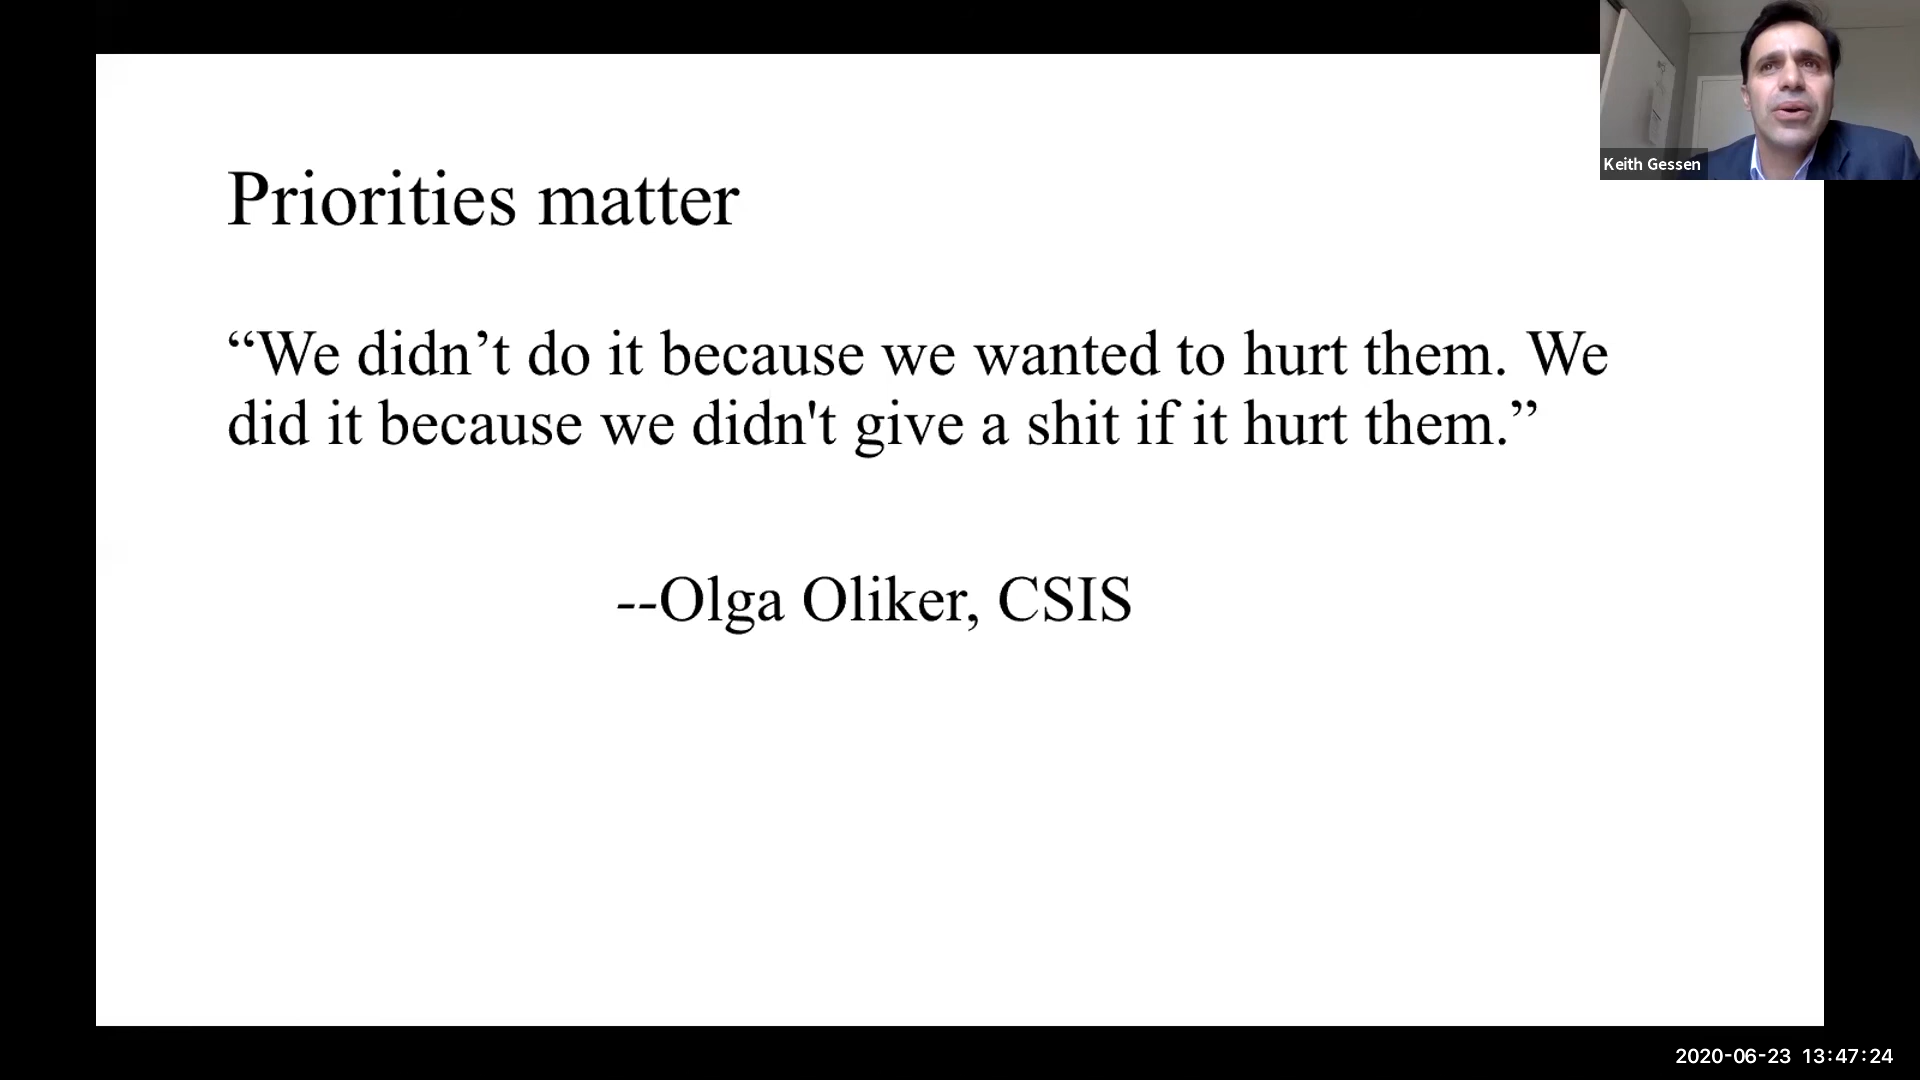 Keith Gessen
Priorities matter
“We didn’t do it because we wanted to hurt them. We
did it because we didn't give a shit if it hurt them.”
--Olga Oliker, CSIS
2020-06-23 13:47:24